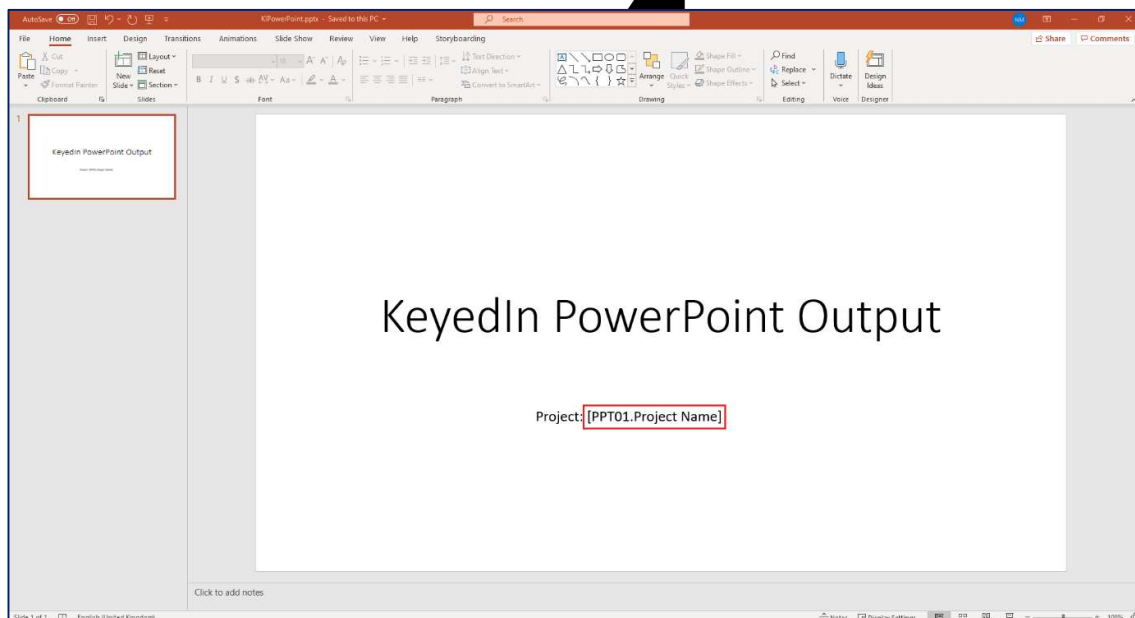 AutoSave On KIPowerPoint.pptx - Saved to this PC Search NM
File Home Insert Design Transitions Animations Slide Show Review View Help Storyboarding Share Comments
Paste
Cut
Copy
Format Painter
Clipboard
New Slide
Layout
Reset
Section
Slides
Font
Text Direction
Align Text
Convert to SmartArt
Paragraph
Arrange
Quick Styles
Shape Fill
Shape Outline
Shape Effects
Drawing
Find
Replace
Select
Editing
Dictate
Voice
Design Ideas
Designer
1
KeyedIn PowerPoint Output
KeyedIn PowerPoint Output
Project: [PPT01.Project Name]
Click to add notes
Slide 1 of 1 English (United Kingdom) Notes Display Settings 100%